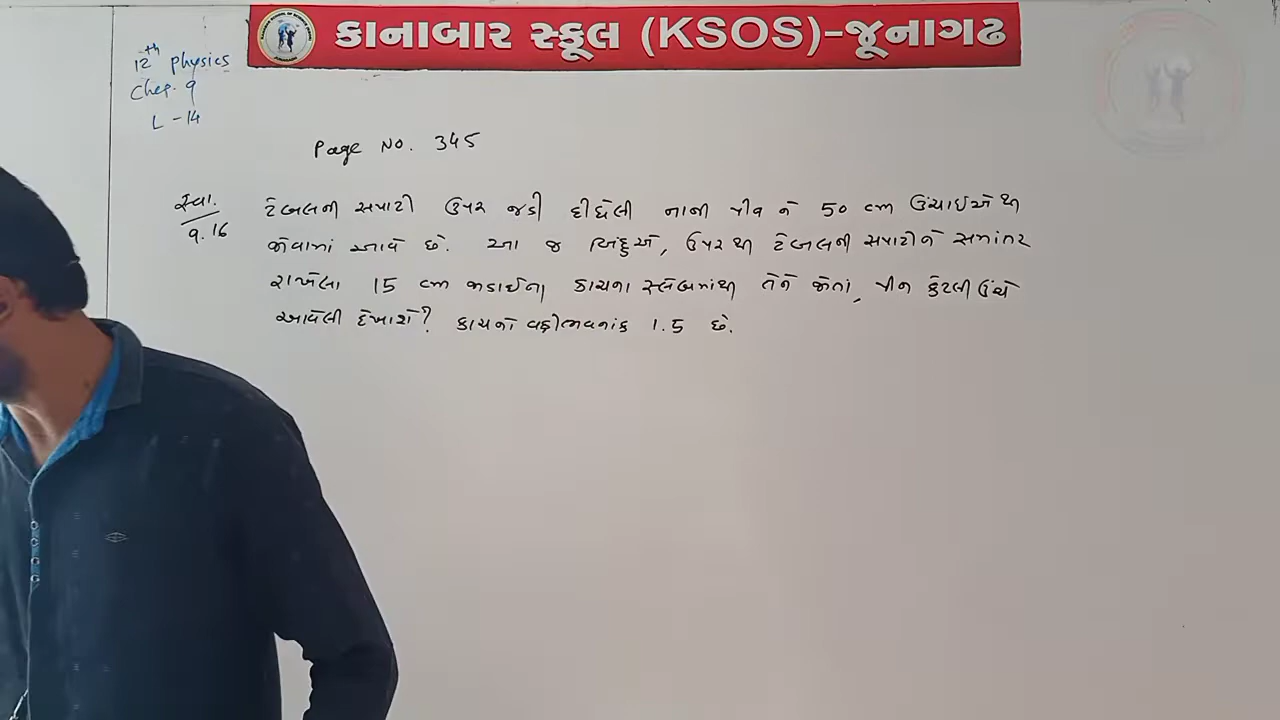 કાનાબાર સ્કૂલ (KSOS)-જૂનાગઢ
12th physics
Chep. 9
L - 14
Page No. 345
સ્વા. 9.16
ટેબલની સપાટી ઉપર જડી દીધેલી નાની પીન ને 50 cm ઉંચાઈએથી
જોવામાં આવે છે. આ જ બિંદુએ, ઉપરથી ટેબલની સપાટીને સમાંતર
રાખેલા 15 cm જાડાઈના કાચના સ્લેબમાંથી તેને જોતાં, પીન કેટલી ઉંચે
આવેલી દેખાશે? કાચનો વક્રીભવનાંક 1.5 છે.